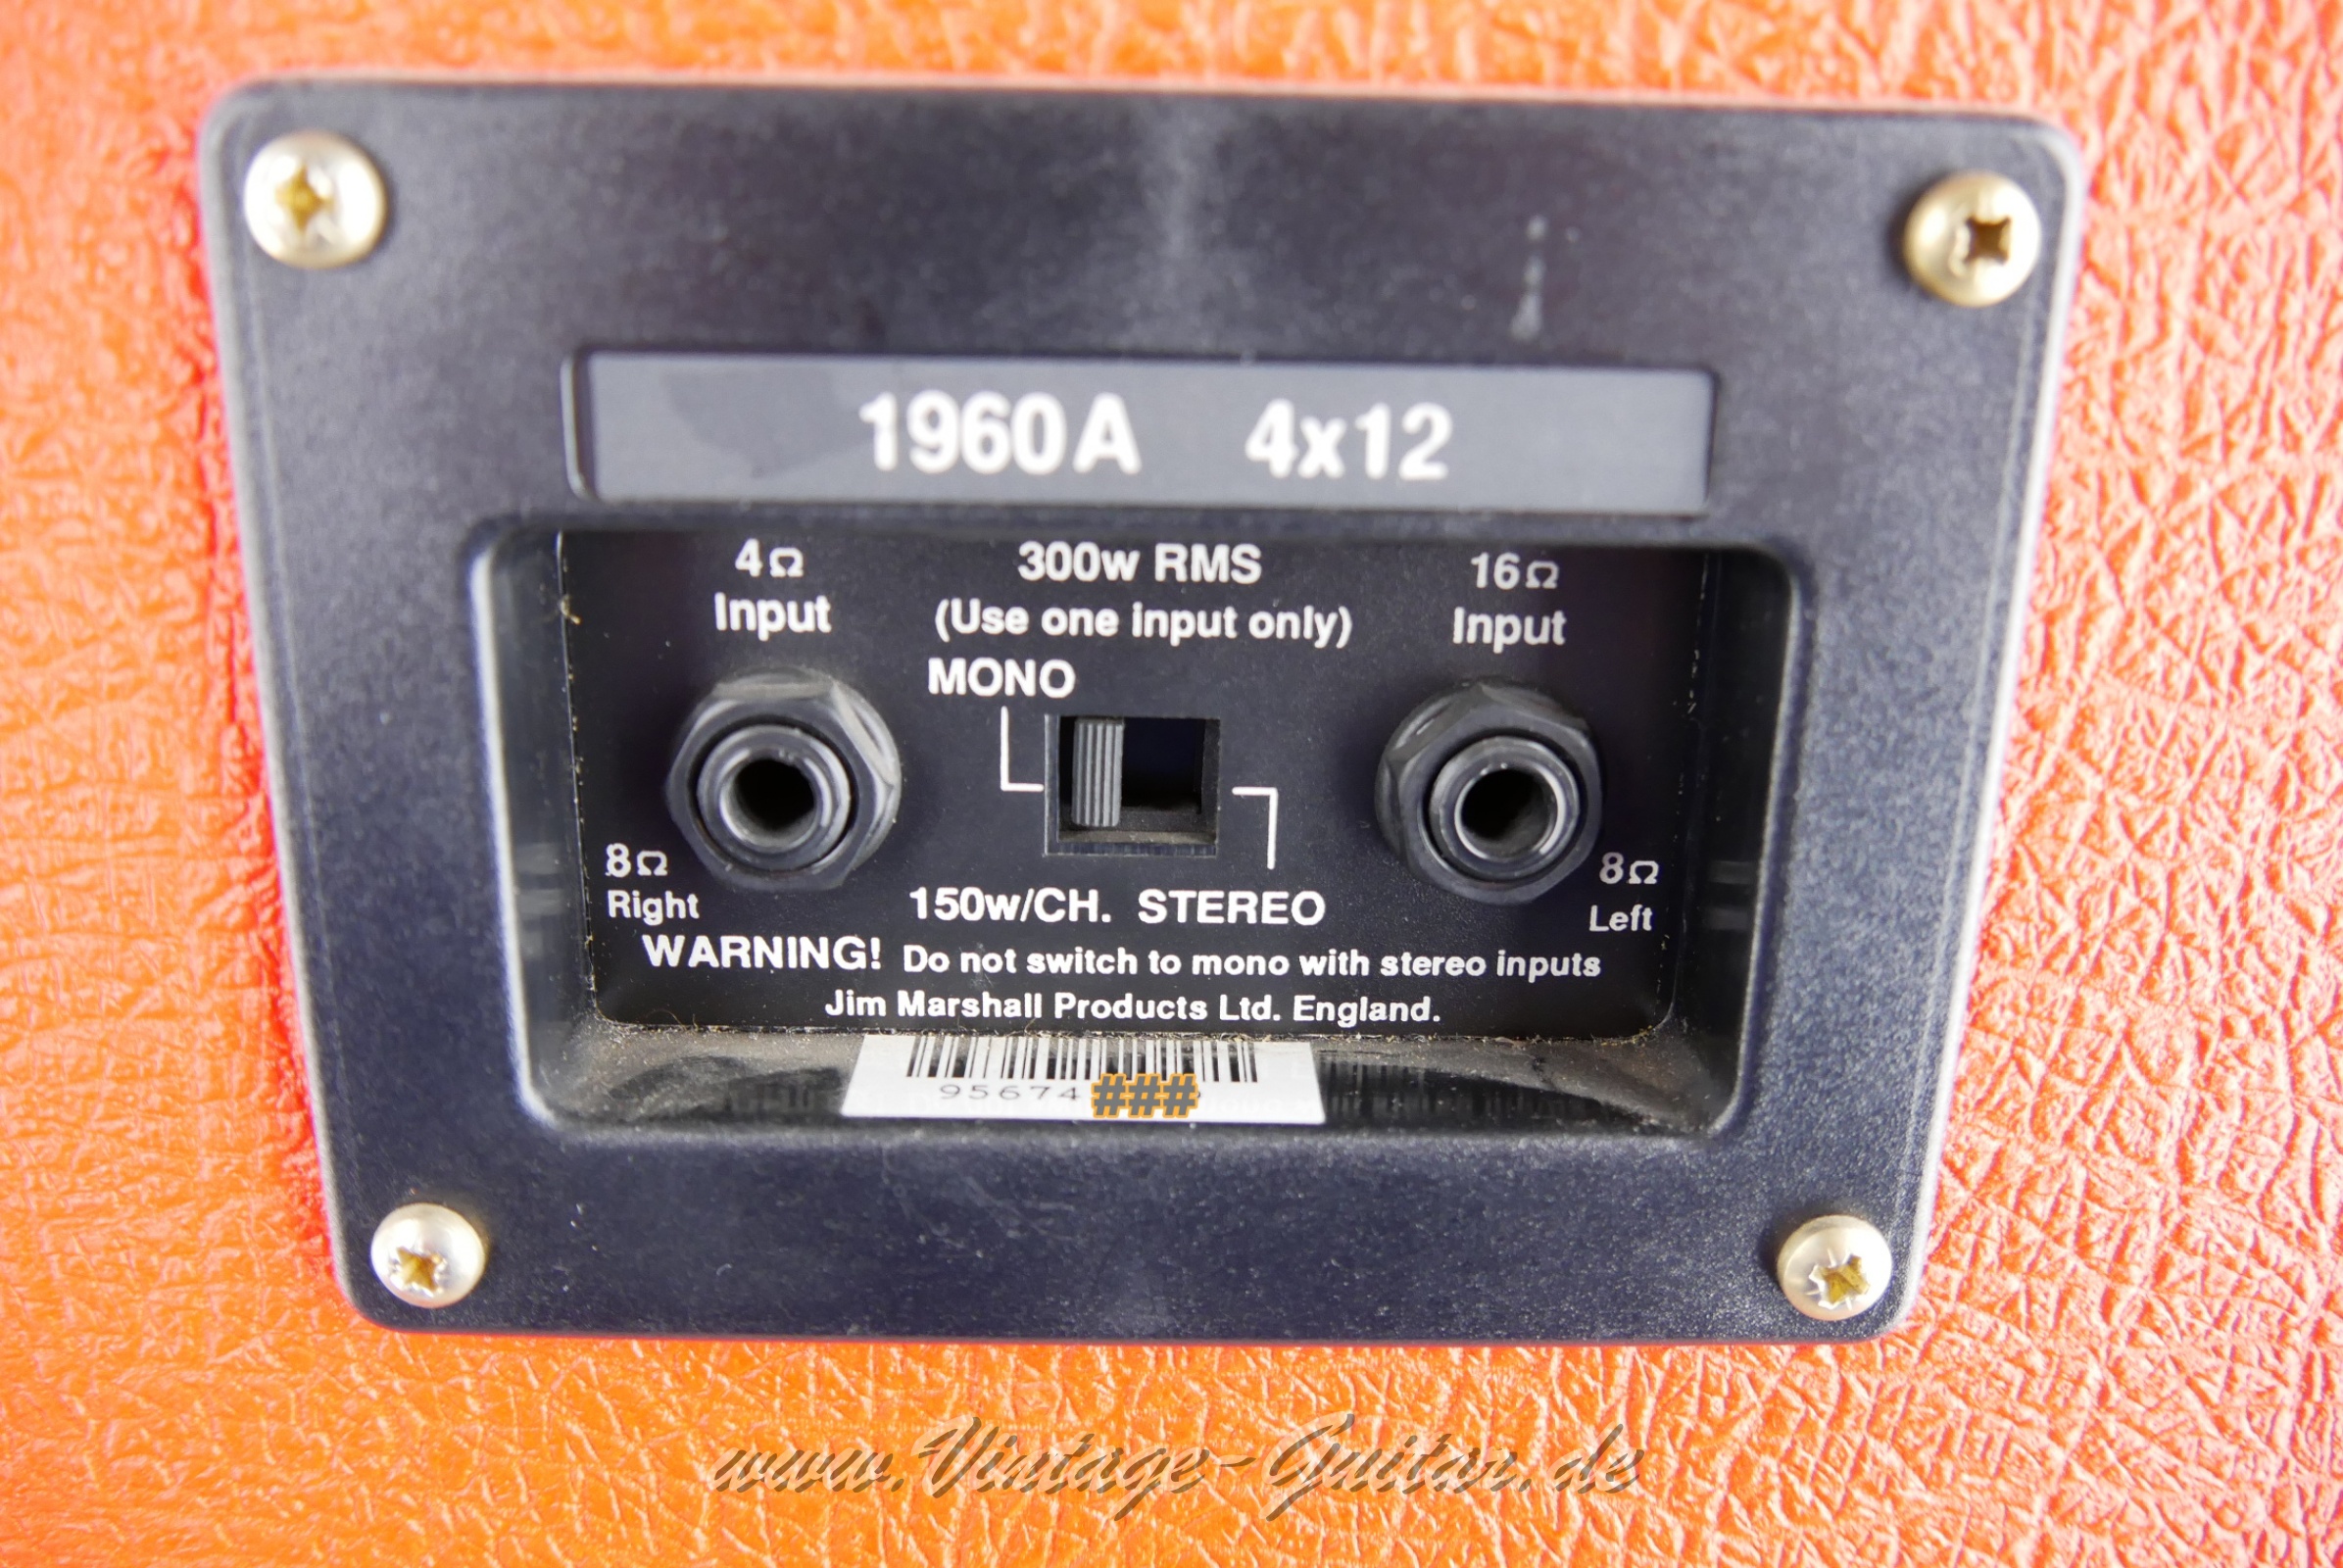 1960A 4x12
4Ω 300w RMS 16Ω
Input (Use one input only) Input
MONO
8Ω 8Ω
Right 150w/CH. STEREO Left
WARNING! Do not switch to mono with stereo inputs
Jim Marshall Products Ltd. England.
95674###
www.Vintage-Guitar.de